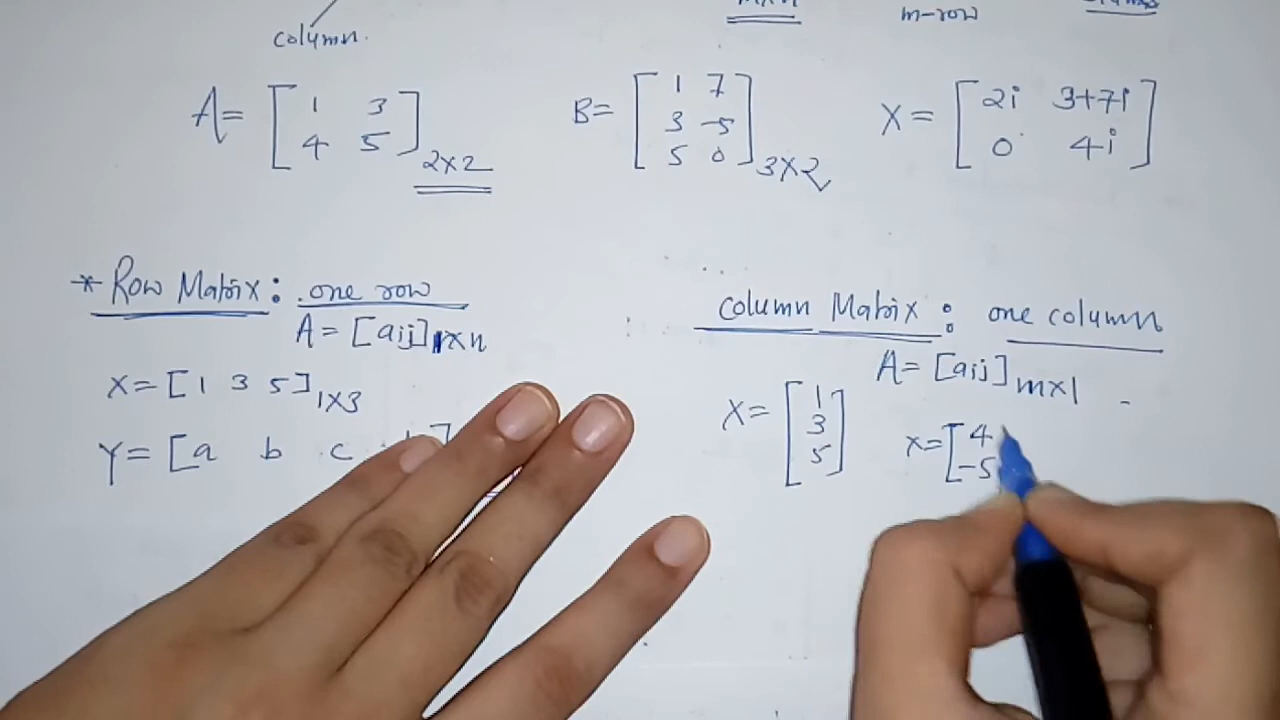 column.
m-row
A = [ 1 3
4 5 ] 2×2
B = [ 1 7
3 -5
5 0 ] 3×2
X = [ 2i 3+7i
0 4i ]
* Row Matrix : one row
A = [aij] 1×n
X = [ 1 3 5 ] 1×3
Y = [ a b c
column Matrix : one column
A = [aij] m×1
X = [ 1
3
5 ]
X = [ 4
-5